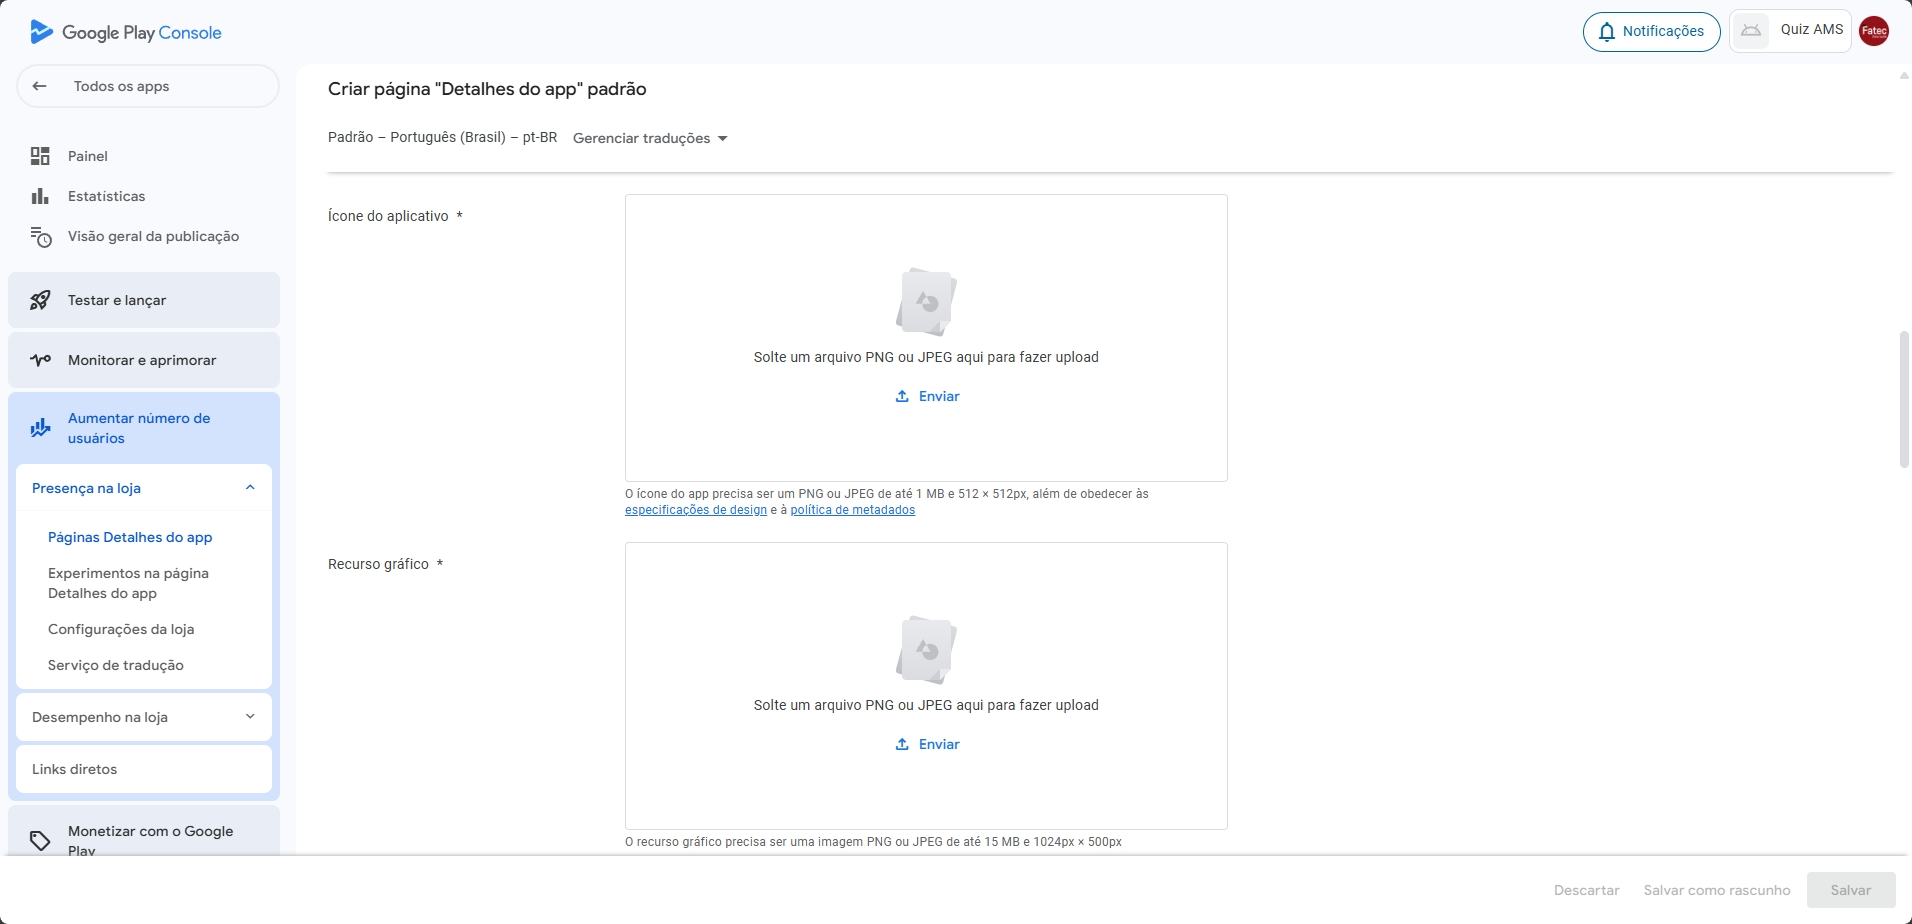 Google Play Console
Notificações
Quiz AMS
Fatec
Todos os apps
Painel
Estatísticas
Visão geral da publicação
Testar e lançar
Monitorar e aprimorar
Aumentar número de
usuários
Presença na loja
Páginas Detalhes do app
Experimentos na página
Detalhes do app
Configurações da loja
Serviço de tradução
Desempenho na loja
Links diretos
Monetizar com o Google
Play
Criar página "Detalhes do app" padrão
Padrão – Português (Brasil) – pt-BR Gerenciar traduções
Ícone do aplicativo *
Solte um arquivo PNG ou JPEG aqui para fazer upload
Enviar
O ícone do app precisa ser um PNG ou JPEG de até 1 MB e 512 × 512px, além de obedecer às
especificações de design e à política de metadados
Recurso gráfico *
Solte um arquivo PNG ou JPEG aqui para fazer upload
Enviar
O recurso gráfico precisa ser uma imagem PNG ou JPEG de até 15 MB e 1024px × 500px
Descartar
Salvar como rascunho
Salvar